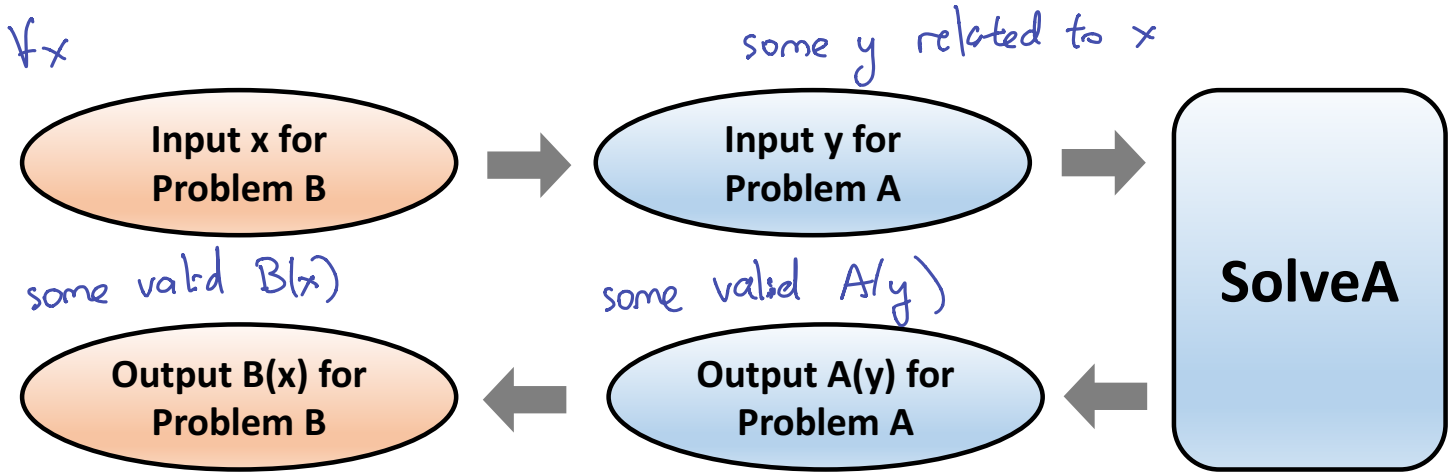 ∀x
some y related to x
Input x for
Problem B
Input y for
Problem A
SolveA
some valid B(x)
some valid A(y)
Output B(x) for
Problem B
Output A(y) for
Problem A